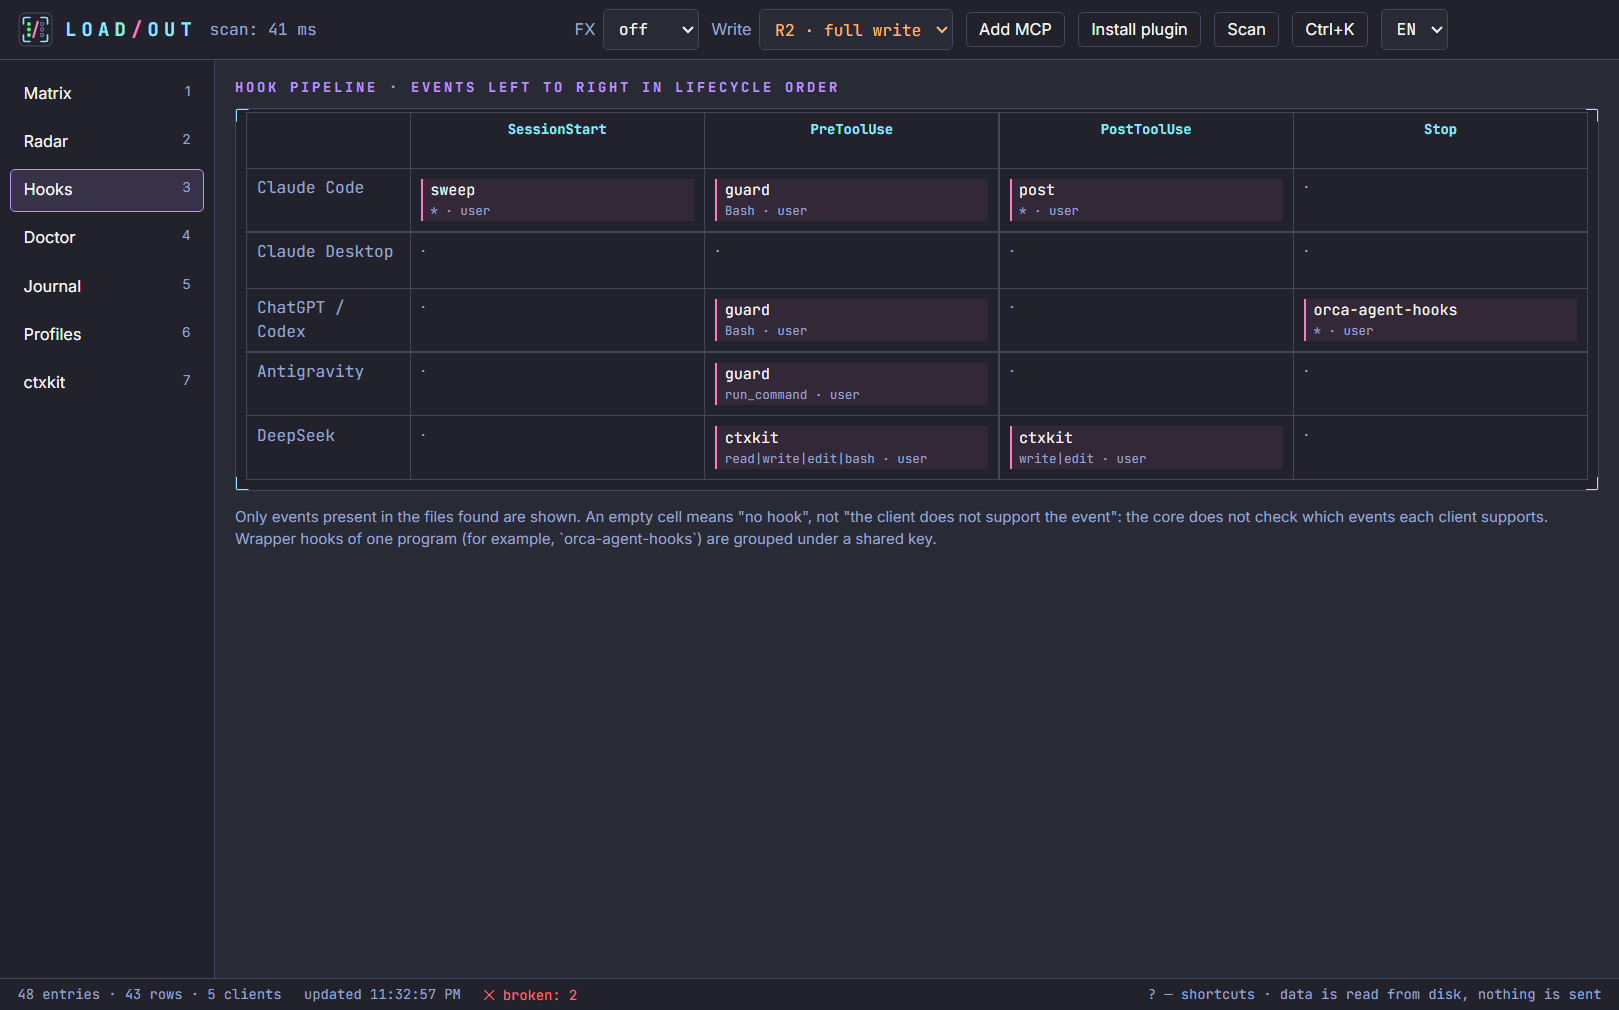 LOAD/OUT scan: 41 ms FX off Write R2 · full write Add MCP Install plugin Scan Ctrl+K EN
Matrix 1
Radar 2
Hooks 3
Doctor 4
Journal 5
Profiles 6
ctxkit 7
HOOK PIPELINE · EVENTS LEFT TO RIGHT IN LIFECYCLE ORDER
SessionStart PreToolUse PostToolUse Stop
Claude Code
sweep
* · user
guard
Bash · user
post
* · user
·
Claude Desktop · · · ·
ChatGPT /
Codex
·
guard
Bash · user
·
orca-agent-hooks
* · user
Antigravity
·
guard
run_command · user
· ·
DeepSeek
·
ctxkit
read|write|edit|bash · user
ctxkit
write|edit · user
·
Only events present in the files found are shown. An empty cell means "no hook", not "the client does not support the event": the core does not check which events each client supports.
Wrapper hooks of one program (for example, `orca-agent-hooks`) are grouped under a shared key.
48 entries · 43 rows · 5 clients updated 11:32:57 PM ✕ broken: 2 ? — shortcuts · data is read from disk, nothing is sent